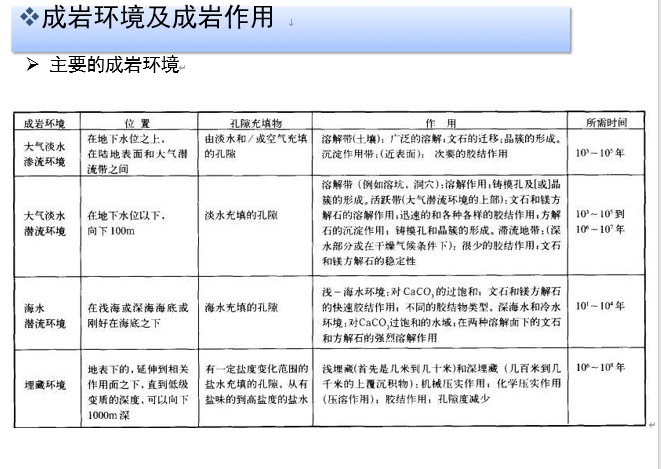 ❖成岩环境及成岩作用
➢ 主要的成岩环境
成岩环境 位置 孔隙充填物 作用 所需时间
大气淡水
渗流环境
在地下水位之上,
在陆地表面和大气潜
流带之间
由淡水和/或空气充填
的孔隙
溶解带(土壤):广泛的溶解;文石的迁移;晶簇的形成。
沉淀作用带:(近表面):次要的胶结作用
10³~10⁵年
大气淡水
潜流环境
在地下水位以下,
向下100m
淡水充填的孔隙
溶解带(例如溶坑,洞穴):溶解作用;铸模孔及[或]晶
簇的形成。活跃带(大气潜流环境的上部):文石和镁方
解石的溶解作用;迅速的和各种各样的胶结作用;方解
石的沉淀作用;铸模孔和晶簇的形成。滞流地带:(深
水部分或在干燥气候条件下):很少的胶结作用;文石
和镁方解石的稳定性
10³~10⁵到
10⁶~10⁷年
海水
潜流环境
在浅海或深海海底或
刚好在海底之下
海水充填的孔隙
浅-海水环境:对CaCO₃的过饱和;文石和镁方解石
的快速胶结作用;不同的胶结物类型。深海水和冷水
环境:对CaCO₃过饱和的水域;在两种溶解面下的文石
和方解石的强烈溶解作用
10¹~10⁴年
埋藏环境
地表下的,延伸到相关
作用面之下,直到低级
变质的深度,可以向下
1000m深
有一定盐度变化范围的
盐水充填的孔隙,从有
盐味的到高盐度的盐水
浅埋藏(首先是几米到几十米)和深埋藏(几百米到几
千米的上覆沉积物):机械压实作用;化学压实作用
(压溶作用);胶结作用;孔隙度减少
10⁶~10⁸年